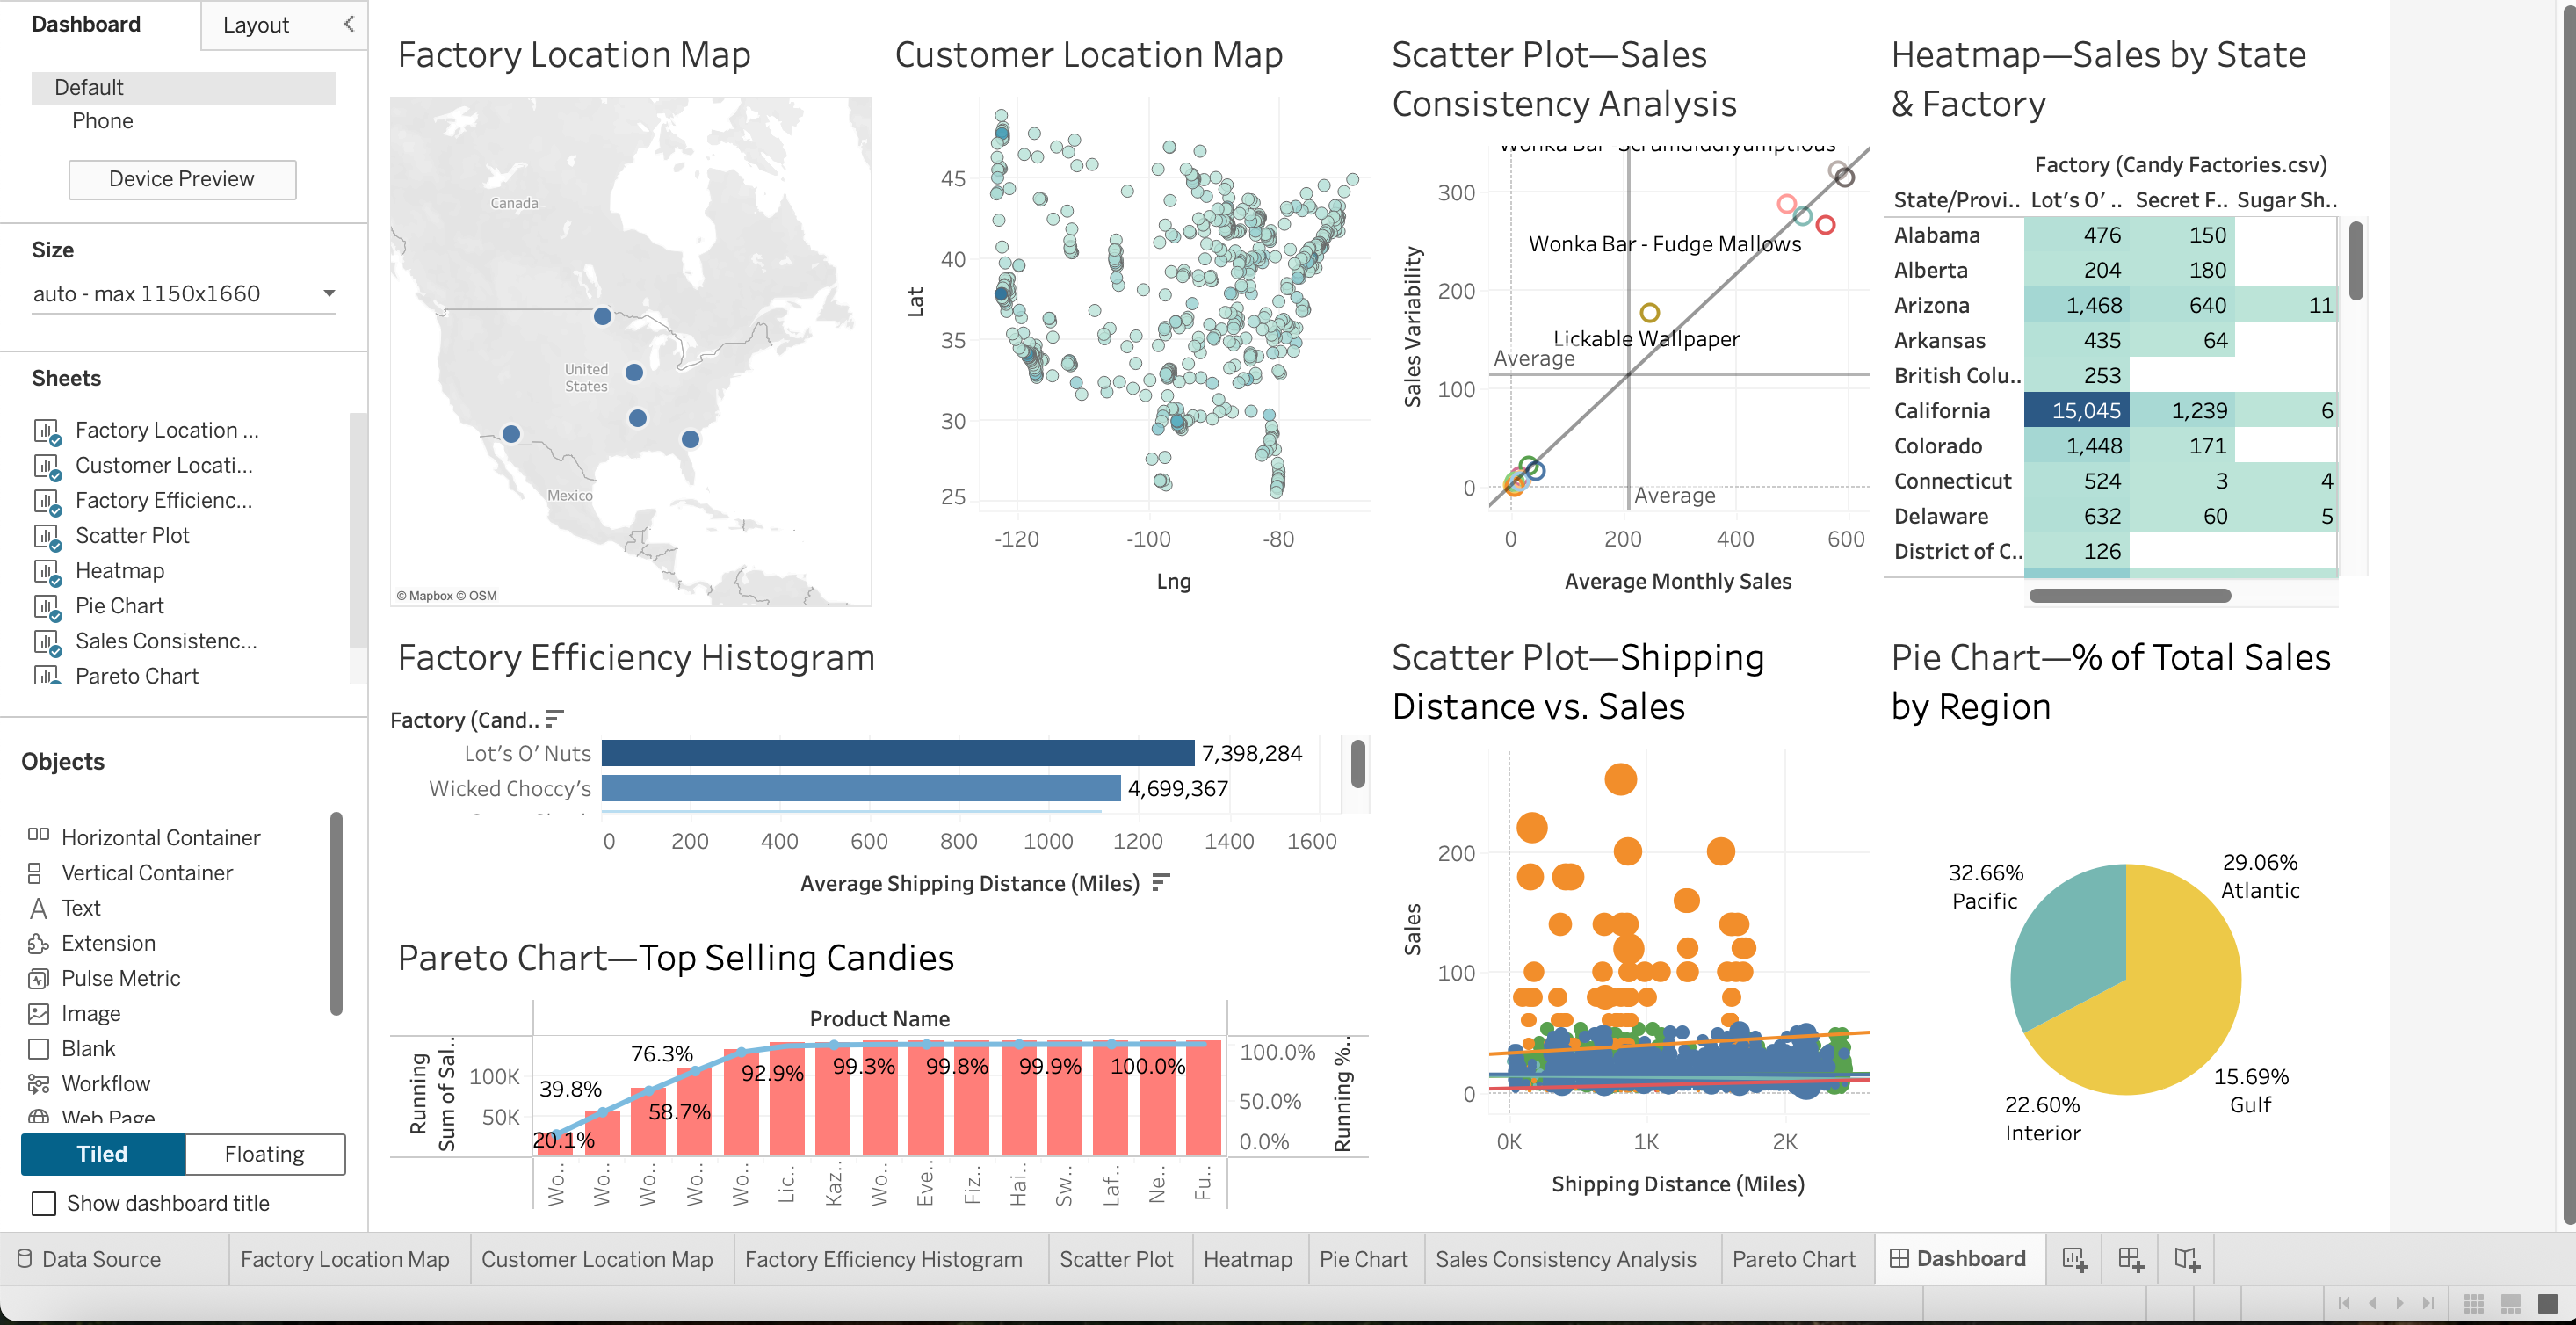 Dashboard
Layout
Default
Phone
Device Preview
Size
auto - max 1150x1660
Sheets
Factory Location ...
Customer Locati...
Factory Efficienc...
Scatter Plot
Heatmap
Pie Chart
Sales Consistenc...
Pareto Chart
Objects
Horizontal Container
Vertical Container
Text
Extension
Pulse Metric
Image
Blank
Workflow
Web Page
Tiled
Floating
Show dashboard title
Factory Location Map
Canada
United
States
Mexico
© Mapbox © OSM
Customer Location Map
Lat
45
40
35
30
25
-120
-100
-80
Lng
Scatter Plot—Sales
Consistency Analysis
Wonka Bar - Scrumdiddlyumptious
Wonka Bar - Fudge Mallows
Lickable Wallpaper
Average
Average
Sales Variability
300
200
100
0
0
200
400
600
Average Monthly Sales
Heatmap—Sales by State
& Factory
Factory (Candy Factories.csv)
State/Provi.. Lot's O' .. Secret F.. Sugar Sh..
Alabama 476 150
Alberta 204 180
Arizona 1,468 640 11
Arkansas 435 64
British Colu.. 253
California 15,045 1,239 6
Colorado 1,448 171
Connecticut 524 3 4
Delaware 632 60 5
District of C.. 126
Factory Efficiency Histogram
Factory (Cand..
Lot's O' Nuts 7,398,284
Wicked Choccy's 4,699,367
0 200 400 600 800 1000 1200 1400 1600
Average Shipping Distance (Miles)
Pareto Chart—Top Selling Candies
Product Name
Running
Sum of Sal..
100K
50K
20.1%
39.8%
58.7%
76.3%
92.9%
99.3%
99.8%
99.9%
100.0%
100.0%
50.0%
0.0%
Running %..
Wo..
Wo..
Wo..
Wo..
Wo..
Lic..
Kaz..
Wo..
Eve..
Fiz..
Hai..
Sw..
Laf..
Ne..
Fu..
Scatter Plot—Shipping
Distance vs. Sales
Sales
200
100
0
0K
1K
2K
Shipping Distance (Miles)
Pie Chart—% of Total Sales
by Region
32.66%
Pacific
29.06%
Atlantic
15.69%
Gulf
22.60%
Interior
Data Source
Factory Location Map
Customer Location Map
Factory Efficiency Histogram
Scatter Plot
Heatmap
Pie Chart
Sales Consistency Analysis
Pareto Chart
Dashboard